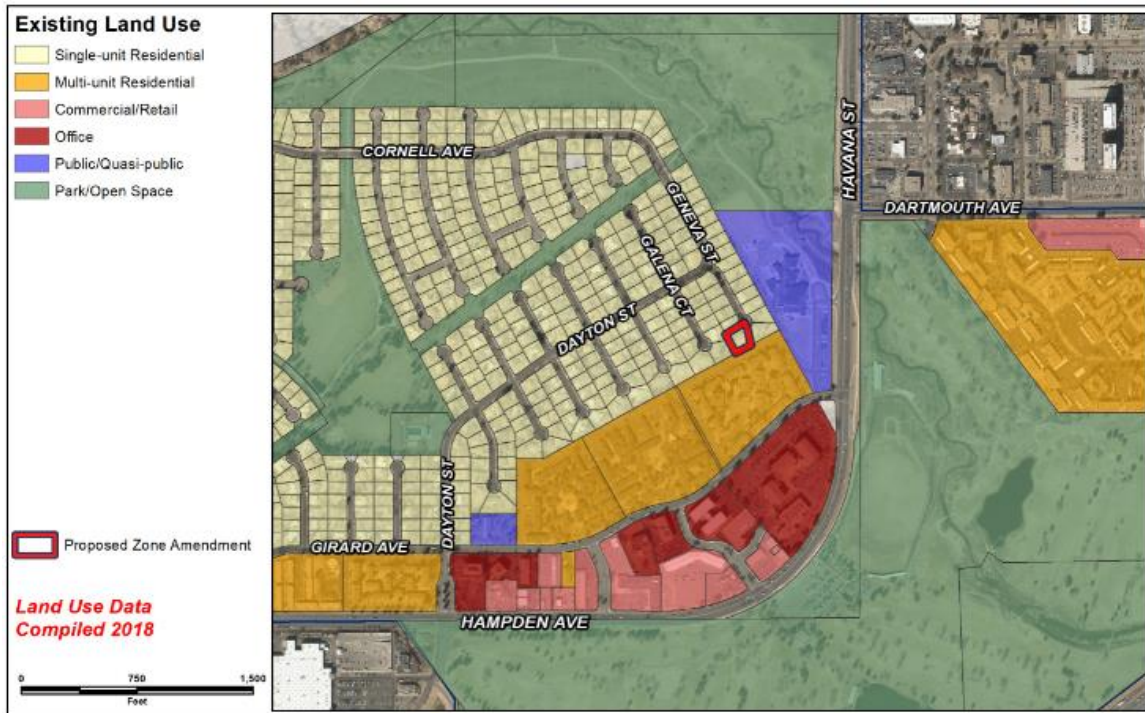 Existing Land Use
Single-unit Residential
Multi-unit Residential
Commercial/Retail
Office
Public/Quasi-public
Park/Open Space
Proposed Zone Amendment
Land Use Data
Compiled 2018
0 750 1,500
Feet
CORNELL AVE
HAVANA ST
GENEVA ST
DARTMOUTH AVE
GALENA CT
DAYTON ST
DAYTON ST
GIRARD AVE
HAMPDEN AVE